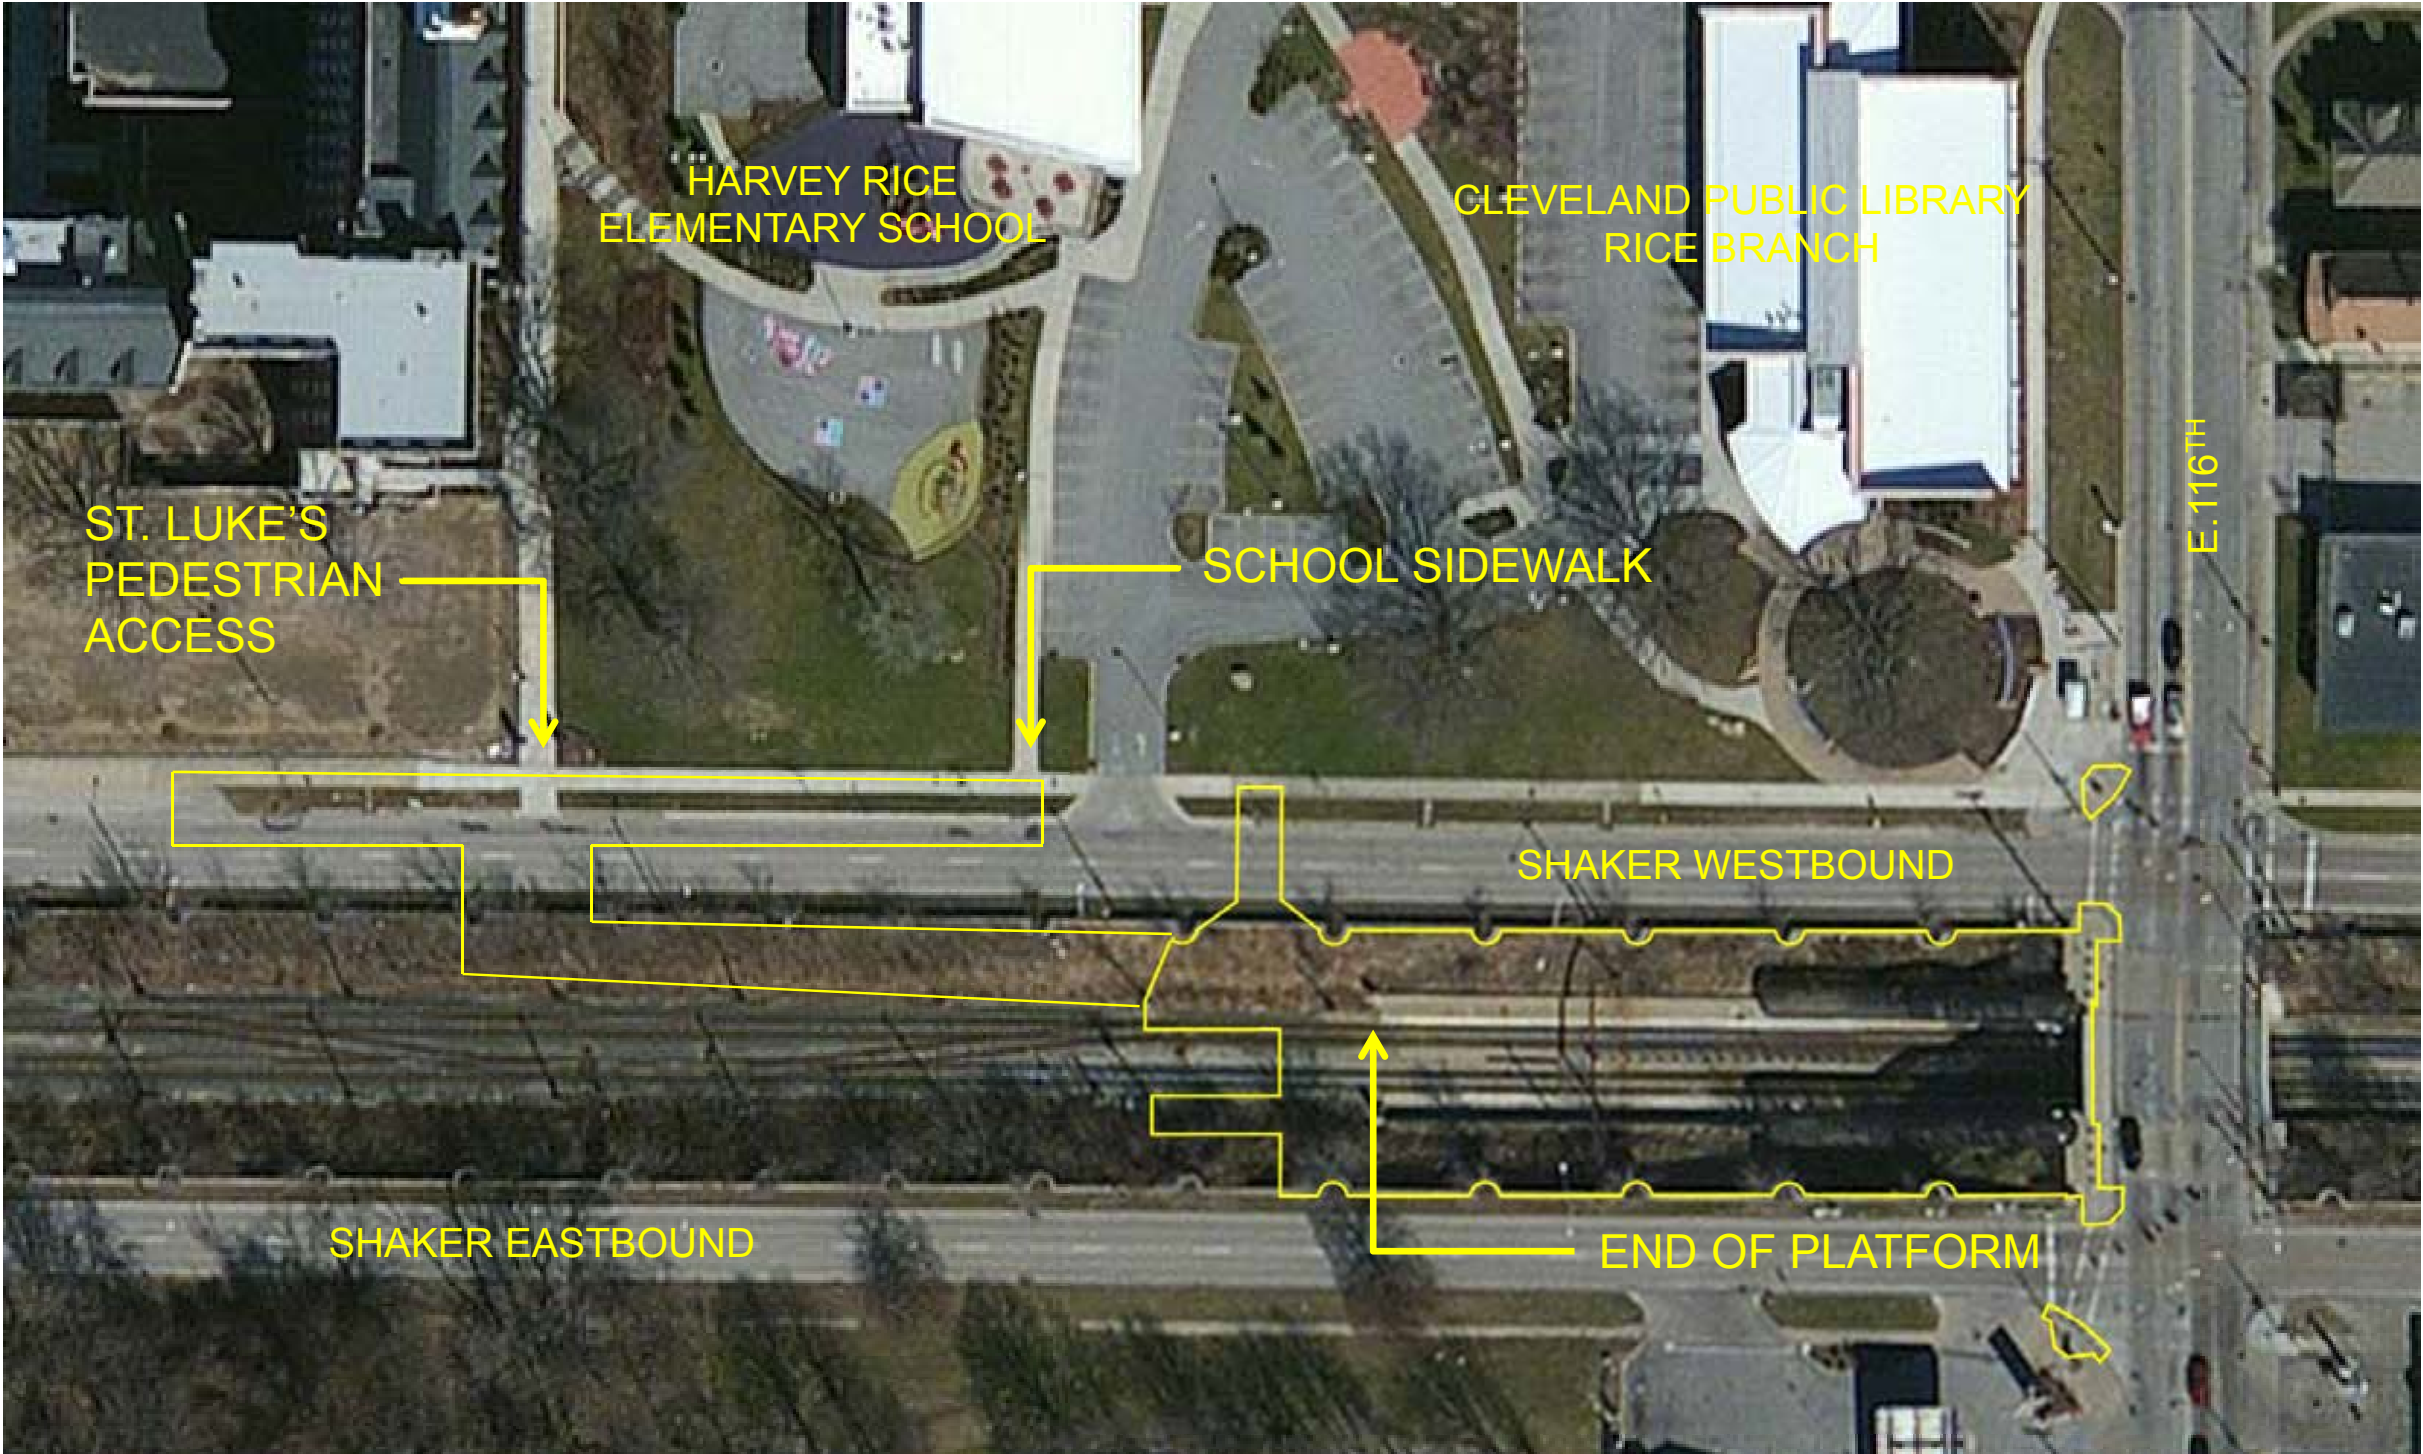 HARVEY RICE
ELEMENTARY SCHOOL
CLEVELAND PUBLIC LIBRARY
RICE BRANCH
E.116TH
ST. LUKE'S
PEDESTRIAN
ACCESS
SCHOOL SIDEWALK
SHAKER WESTBOUND
SHAKER EASTBOUND
END OF PLATFORM